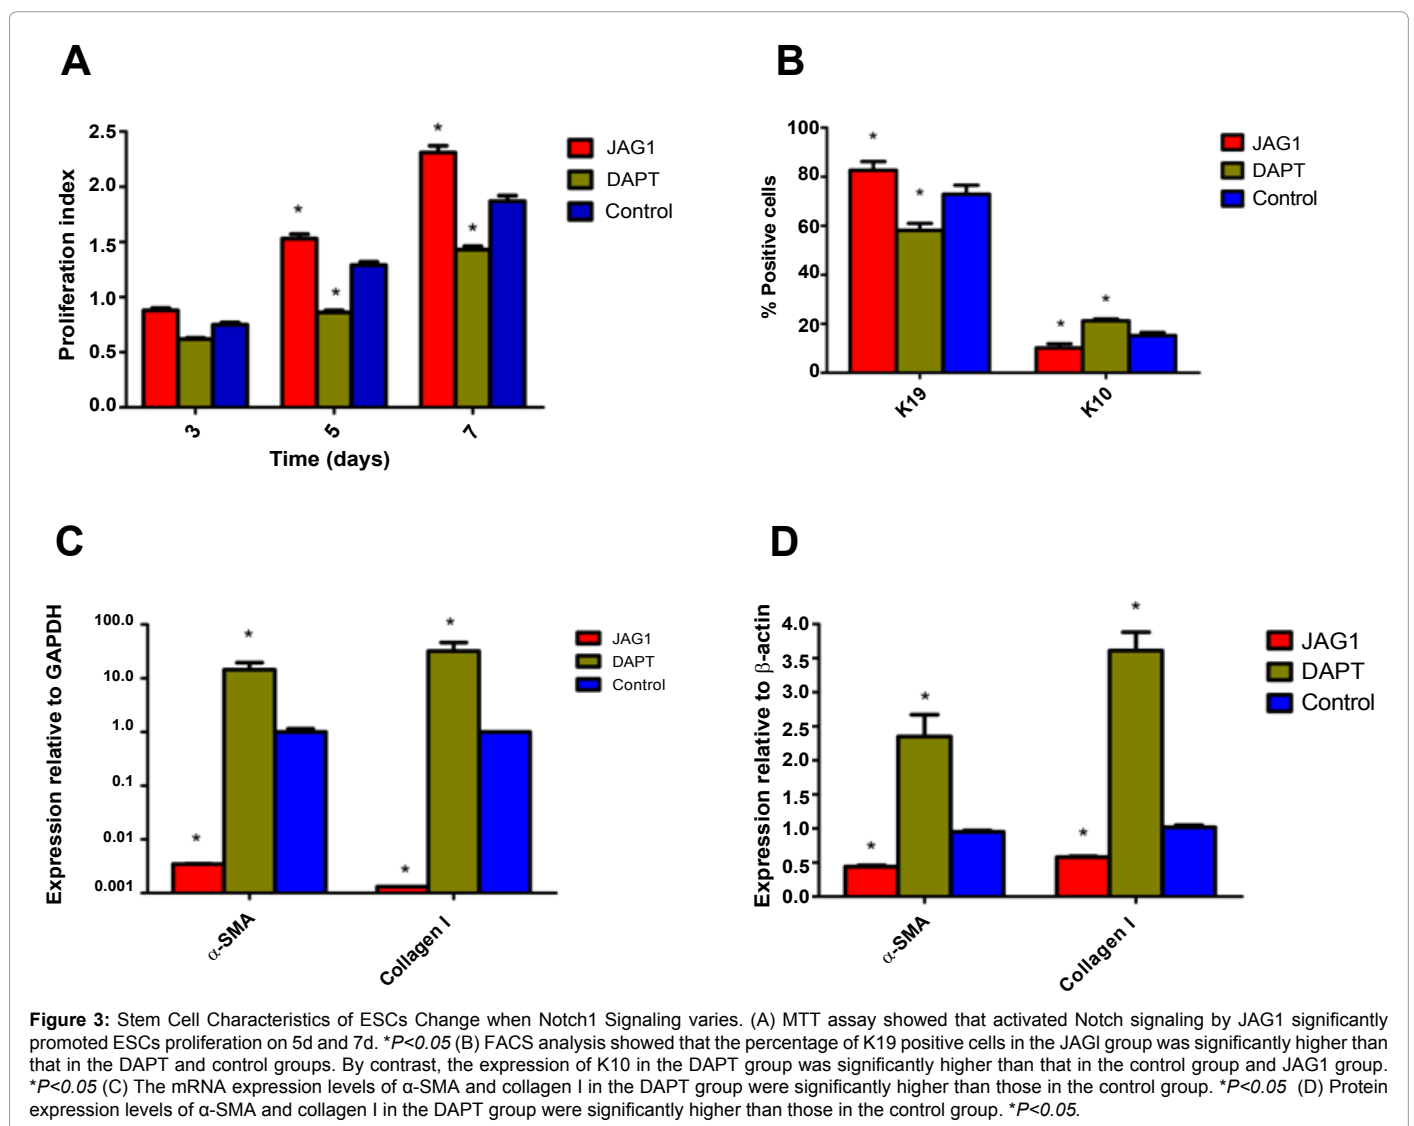 A
2.5
2.0
1.5
1.0
0.5
0.0
Proliferation index
* * * *
3 5 7
Time (days)
JAG1
DAPT
Control
B
100
80
60
40
20
0
% Positive cells
* * * *
K19 K10
JAG1
DAPT
Control
C
100.0
10.0
1.0
0.1
0.01
0.001
Expression relative to GAPDH
* * * *
α-SMA Collagen I
JAG1
DAPT
Control
D
4.0
3.5
3.0
2.5
2.0
1.5
1.0
0.5
0.0
Expression relative to β-actin
* * * *
α-SMA Collagen I
JAG1
DAPT
Control
Figure 3: Stem Cell Characteristics of ESCs Change when Notch1 Signaling varies. (A) MTT assay showed that activated Notch signaling by JAG1 significantly
promoted ESCs proliferation on 5d and 7d. *P<0.05 (B) FACS analysis showed that the percentage of K19 positive cells in the JAGl group was significantly higher than
that in the DAPT and control groups. By contrast, the expression of K10 in the DAPT group was significantly higher than that in the control group and JAG1 group.
*P<0.05 (C) The mRNA expression levels of α-SMA and collagen I in the DAPT group were significantly higher than those in the control group. *P<0.05 (D) Protein
expression levels of α-SMA and collagen I in the DAPT group were significantly higher than those in the control group. *P<0.05.